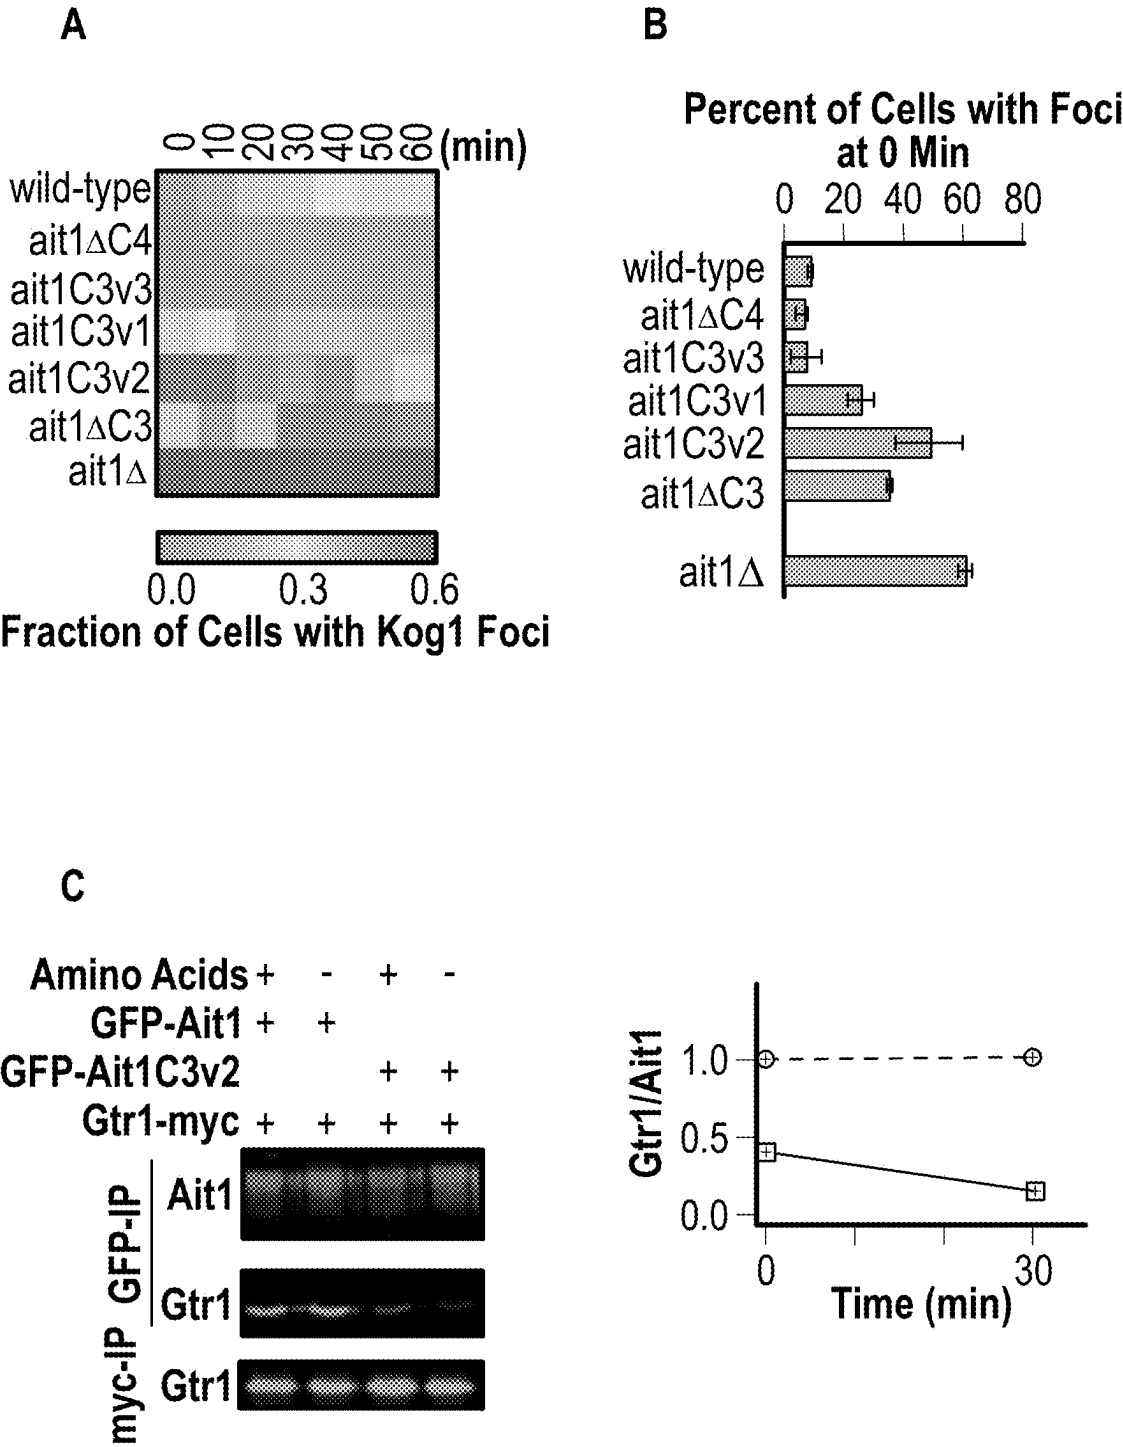 A
0 10 20 30 40 50 60 (min)
wild-type
ait1ΔC4
ait1C3v3
ait1C3v1
ait1C3v2
ait1ΔC3
ait1Δ
0.0 0.3 0.6
Fraction of Cells with Kog1 Foci
B
Percent of Cells with Foci
at 0 Min
0 20 40 60 80
wild-type
ait1ΔC4
ait1C3v3
ait1C3v1
ait1C3v2
ait1ΔC3
ait1Δ
C
Amino Acids + - + -
GFP-Ait1 + +
GFP-Ait1C3v2 + +
Gtr1-myc + + + +
GFP-IP
Ait1
Gtr1
myc-IP
Gtr1
Gtr1/Ait1
1.0
0.5
0.0
0 30
Time (min)